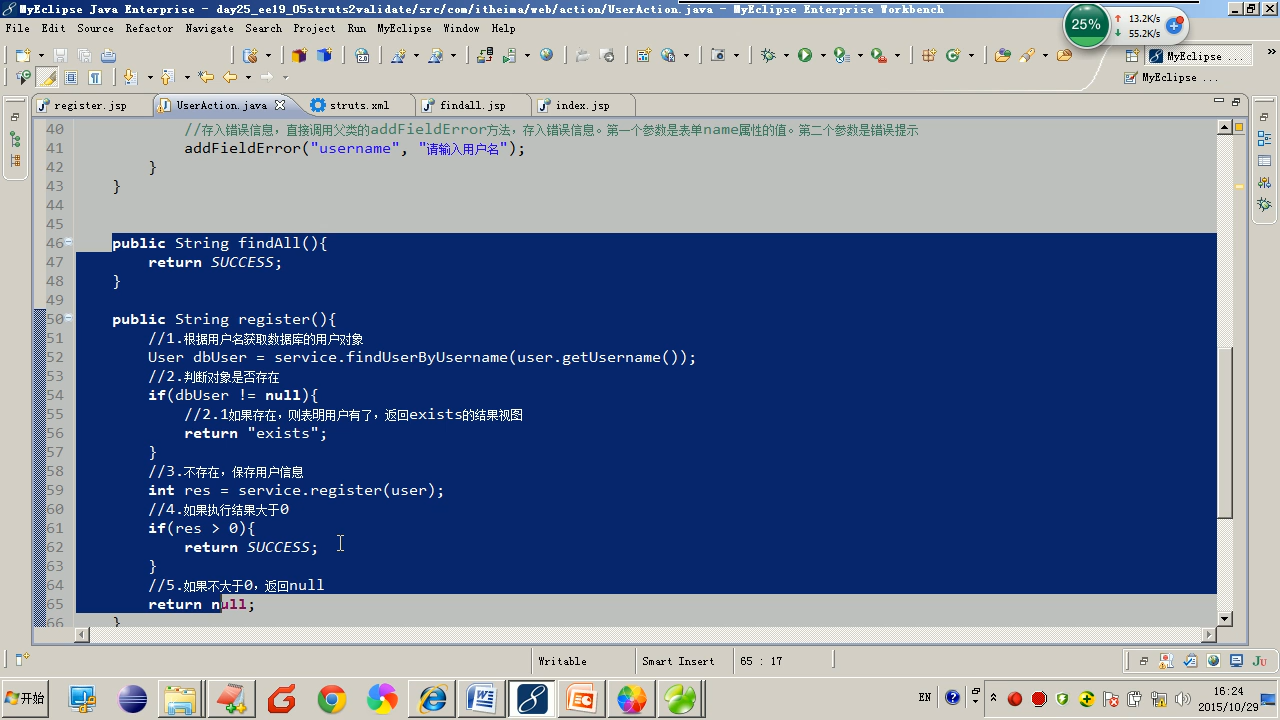 MyEclipse Java Enterprise - day25_ee19_05struts2validate/src/com/itheima/web/action/UserAction.java - MyEclipse Enterprise Workbench
File Edit Source Refactor Navigate Search Project Run MyEclipse Window Help
25% 13.2K/s
55.2K/s
MyEclipse ...
MyEclipse ...
register.jsp UserAction.java struts.xml findall.jsp index.jsp
40 //存入错误信息，直接调用父类的addFieldError方法，存入错误信息。第一个参数是表单name属性的值。第二个参数是错误提示
41 addFieldError("username", "请输入用户名");
42 }
43 }
44
45
46 public String findAll(){
47 return SUCCESS;
48 }
49
50 public String register(){
51 //1.根据用户名获取数据库的用户对象
52 User dbUser = service.findUserByUsername(user.getUsername());
53 //2.判断对象是否存在
54 if(dbUser != null){
55 //2.1如果存在，则表明用户有了，返回exists的结果视图
56 return "exists";
57 }
58 //3.不存在，保存用户信息
59 int res = service.register(user);
60 //4.如果执行结果大于0
61 if(res > 0){
62 return SUCCESS;
63 }
64 //5.如果不大于0，返回null
65 return null;
66 }
Writable Smart Insert 65 : 17
开始 EN 16:24
2015/10/29